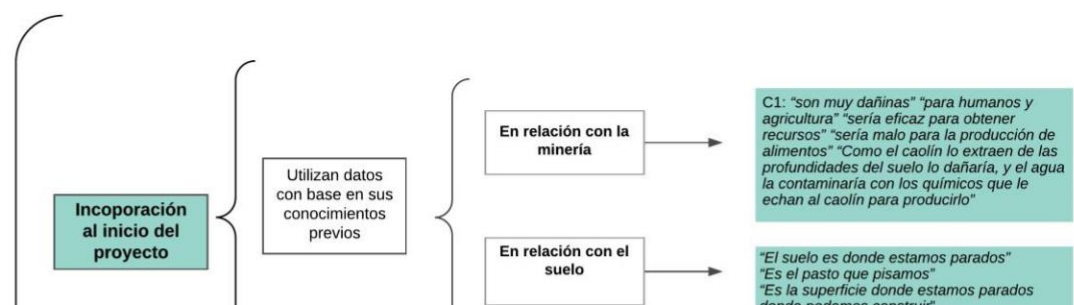 Incoporación
al inicio del
proyecto
Utilizan datos
con base en sus
conocimientos
previos
En relación con la
minería
C1: “son muy dañinas” “para humanos y
agricultura” “sería eficaz para obtener
recursos” “sería malo para la producción de
alimentos” “Como el caolín lo extraen de las
profundidades del suelo lo dañaría, y el agua
la contaminaría con los químicos que le
echan al caolín para producirlo”
En relación con el
suelo
“El suelo es donde estamos parados”
“Es el pasto que pisamos”
“Es la superficie donde estamos parados
donde podemos construir”